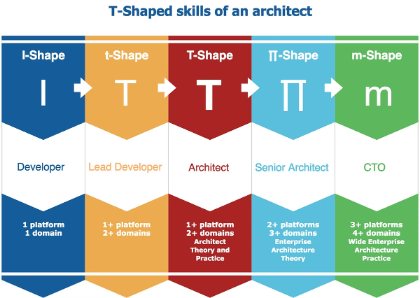 T-Shaped skills of an architect
I-Shape
t-Shape
T-Shape
∏-Shape
m-Shape
I
T
T
∏
m
Developer
Lead Developer
Architect
Senior Architect
CTO
1 platform
1 domain
1+ platform
2+ domains
1+ platform
2+ domains
Architect
Theory and
Practice
2+ platform
3+ domains
Enterprise
Architecture
Theory
3+ platform
4+ domains
Wide Enterprise
Architecture
Practice